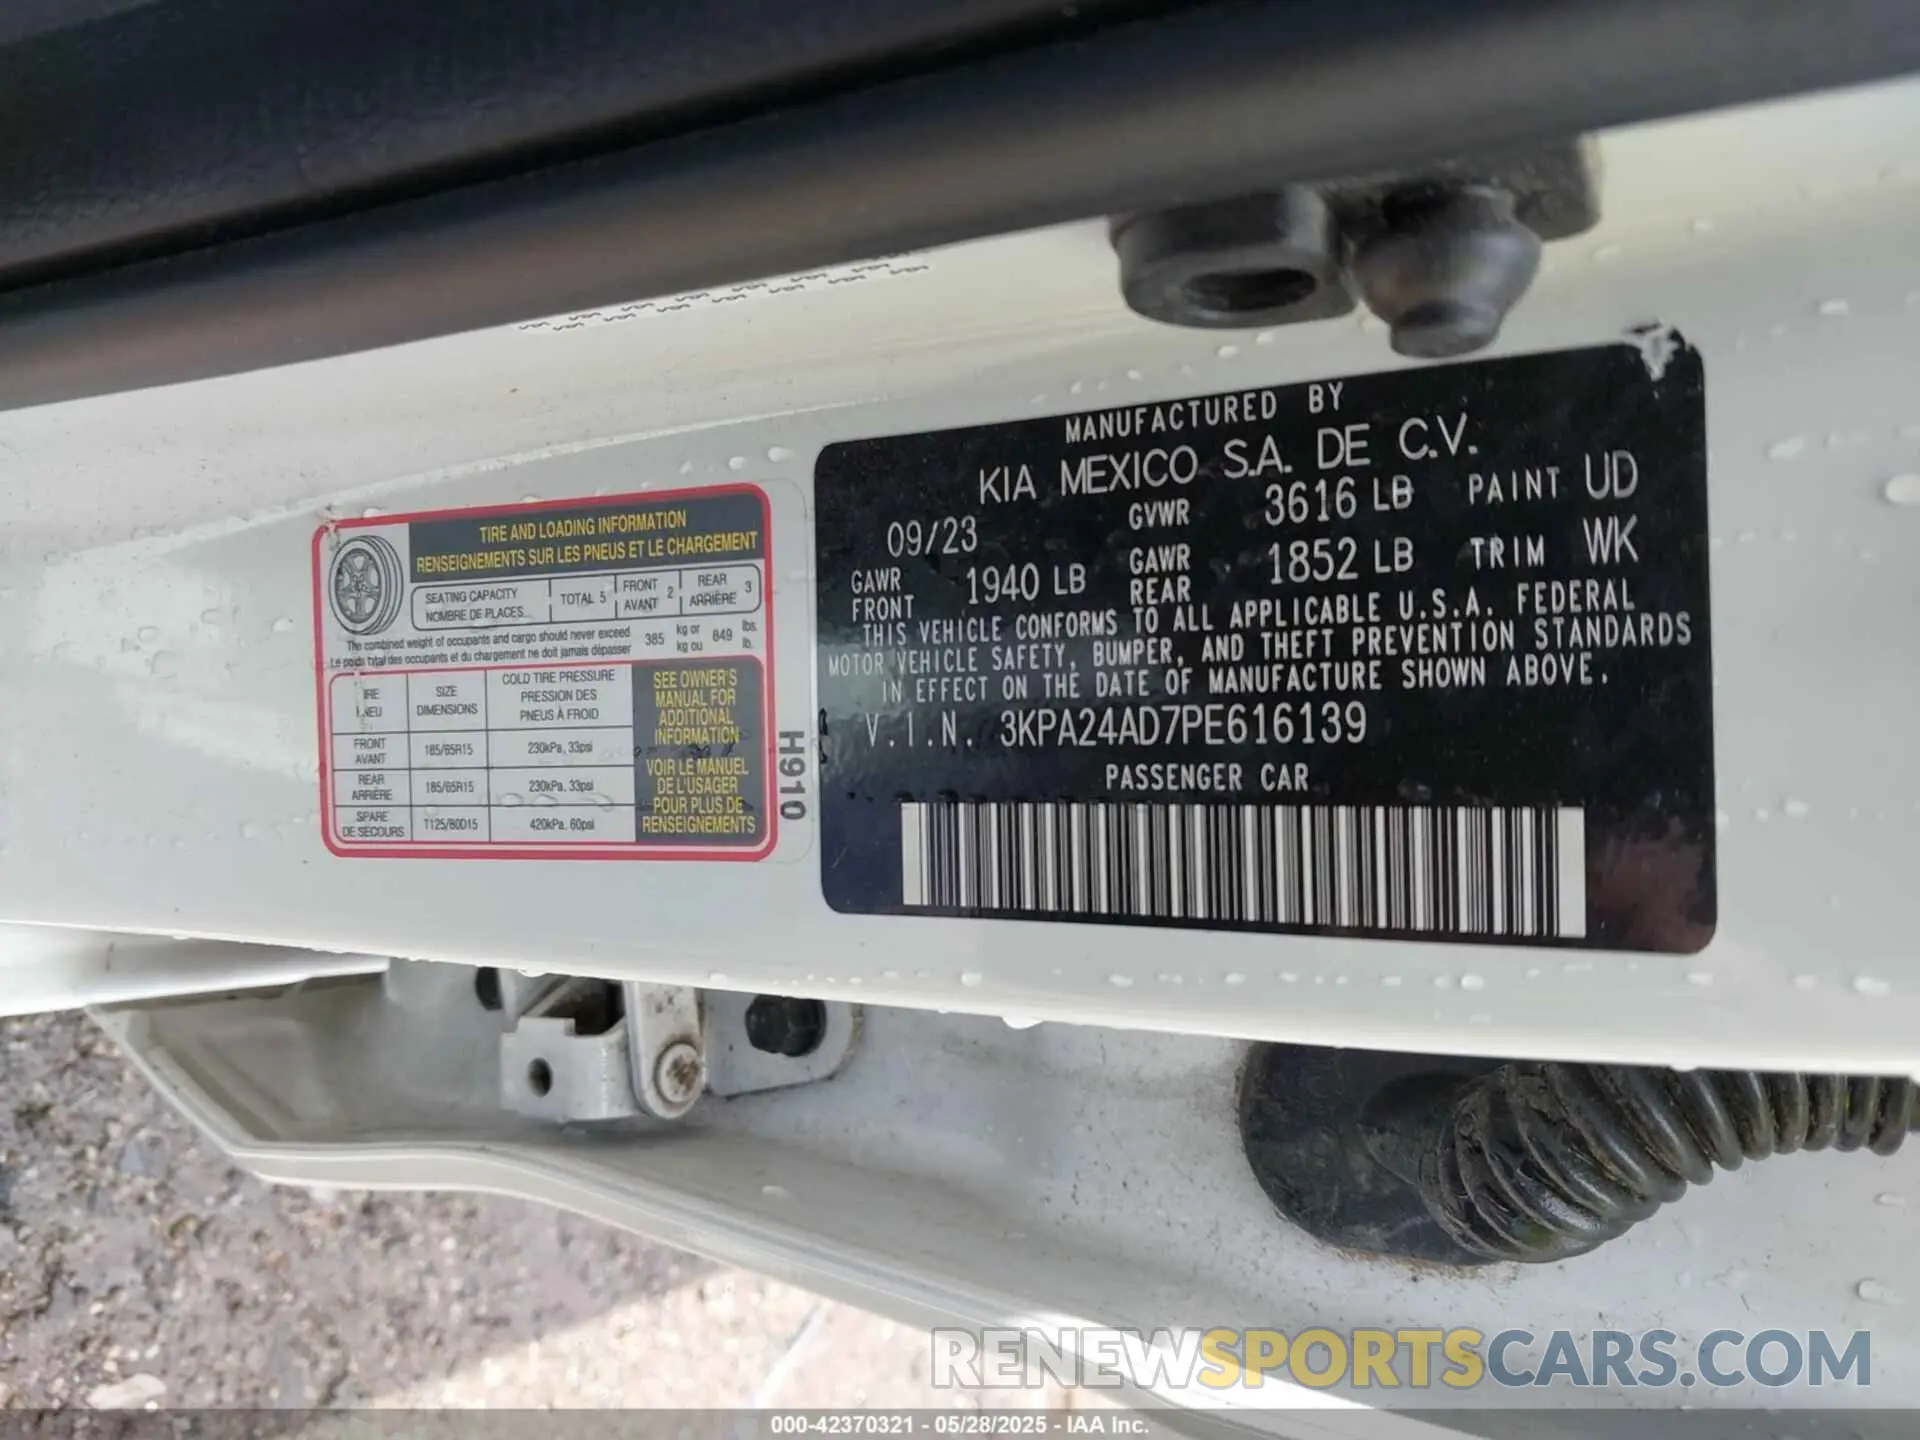 MANUFACTURED BY
KIA MEXICO S.A. DE C.V.
09/23 GVWR 3616 LB PAINT UD
GAWR FRONT 1940 LB GAWR REAR 1852 LB TRIM WK
THIS VEHICLE CONFORMS TO ALL APPLICABLE U.S.A. FEDERAL
MOTOR VEHICLE SAFETY, BUMPER, AND THEFT PREVENTION STANDARDS
IN EFFECT ON THE DATE OF MANUFACTURE SHOWN ABOVE.
V.I.N. 3KPA24AD7PE616139
PASSENGER CAR
TIRE AND LOADING INFORMATION
RENSEIGNEMENTS SUR LES PNEUS ET LE CHARGEMENT
SEATING CAPACITY
NOMBRE DE PLACES
TOTAL 5
FRONT
AVANT 2
REAR
ARRIÈRE 3
The combined weight of occupants and cargo should never exceed
Le poids total des occupants et du chargement ne doit jamais dépasser
385 kg or 849 lbs.
kg ou lb.
SIZE
DIMENSIONS
COLD TIRE PRESSURE
PRESSION DES
PNEUS À FROID
FRONT
AVANT
185/65R15
230kPa, 33psi
REAR
ARRIÈRE
185/65R15
230kPa, 33psi
SPARE
DE SECOURS
T125/80D15
420kPa, 60psi
SEE OWNER'S
MANUAL FOR
ADDITIONAL
INFORMATION
VOIR LE MANUEL
DE L'USAGER
POUR PLUS DE
RENSEIGNEMENTS
H910
RENEWSPORTSCARS.COM
000-42370321 - 05/28/2025 - IAA Inc.